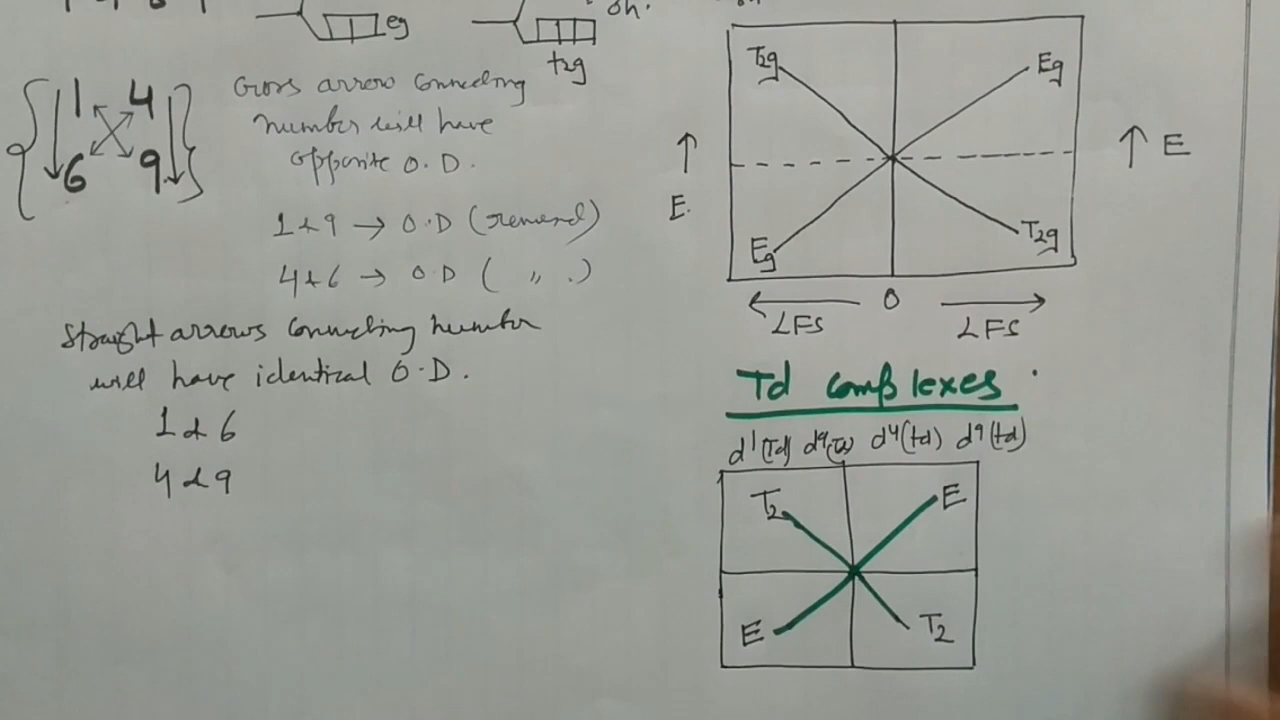 eg
t2g
oh.
1 4
6 9
Cross arrow connecting
number will have
opposite O.D.
1 & 9 → O.D (reversed)
4 & 6 → O.D ( " . )
Straight arrows connecting number
will have identical O.D.
1 & 6
4 & 9
T2g Eg
↑ E.
↑ E
Eg T2g
← LFS 0 → LFS
Td complexes
d1(Td) d4(td) d9(td)
T2 E
E T2